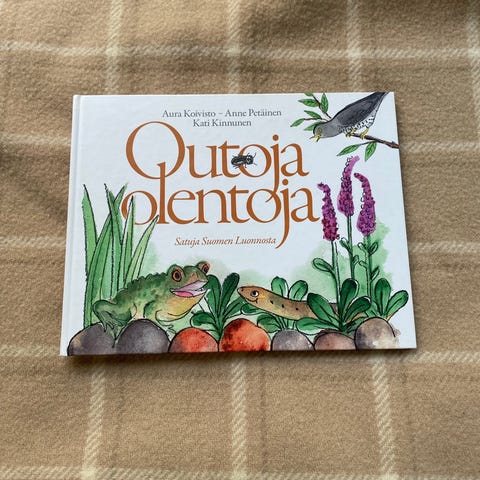 Aura Koivisto – Anne Petäinen
Kati Kinnunen
Outoja
olentoja
Satuja Suomen Luonnosta